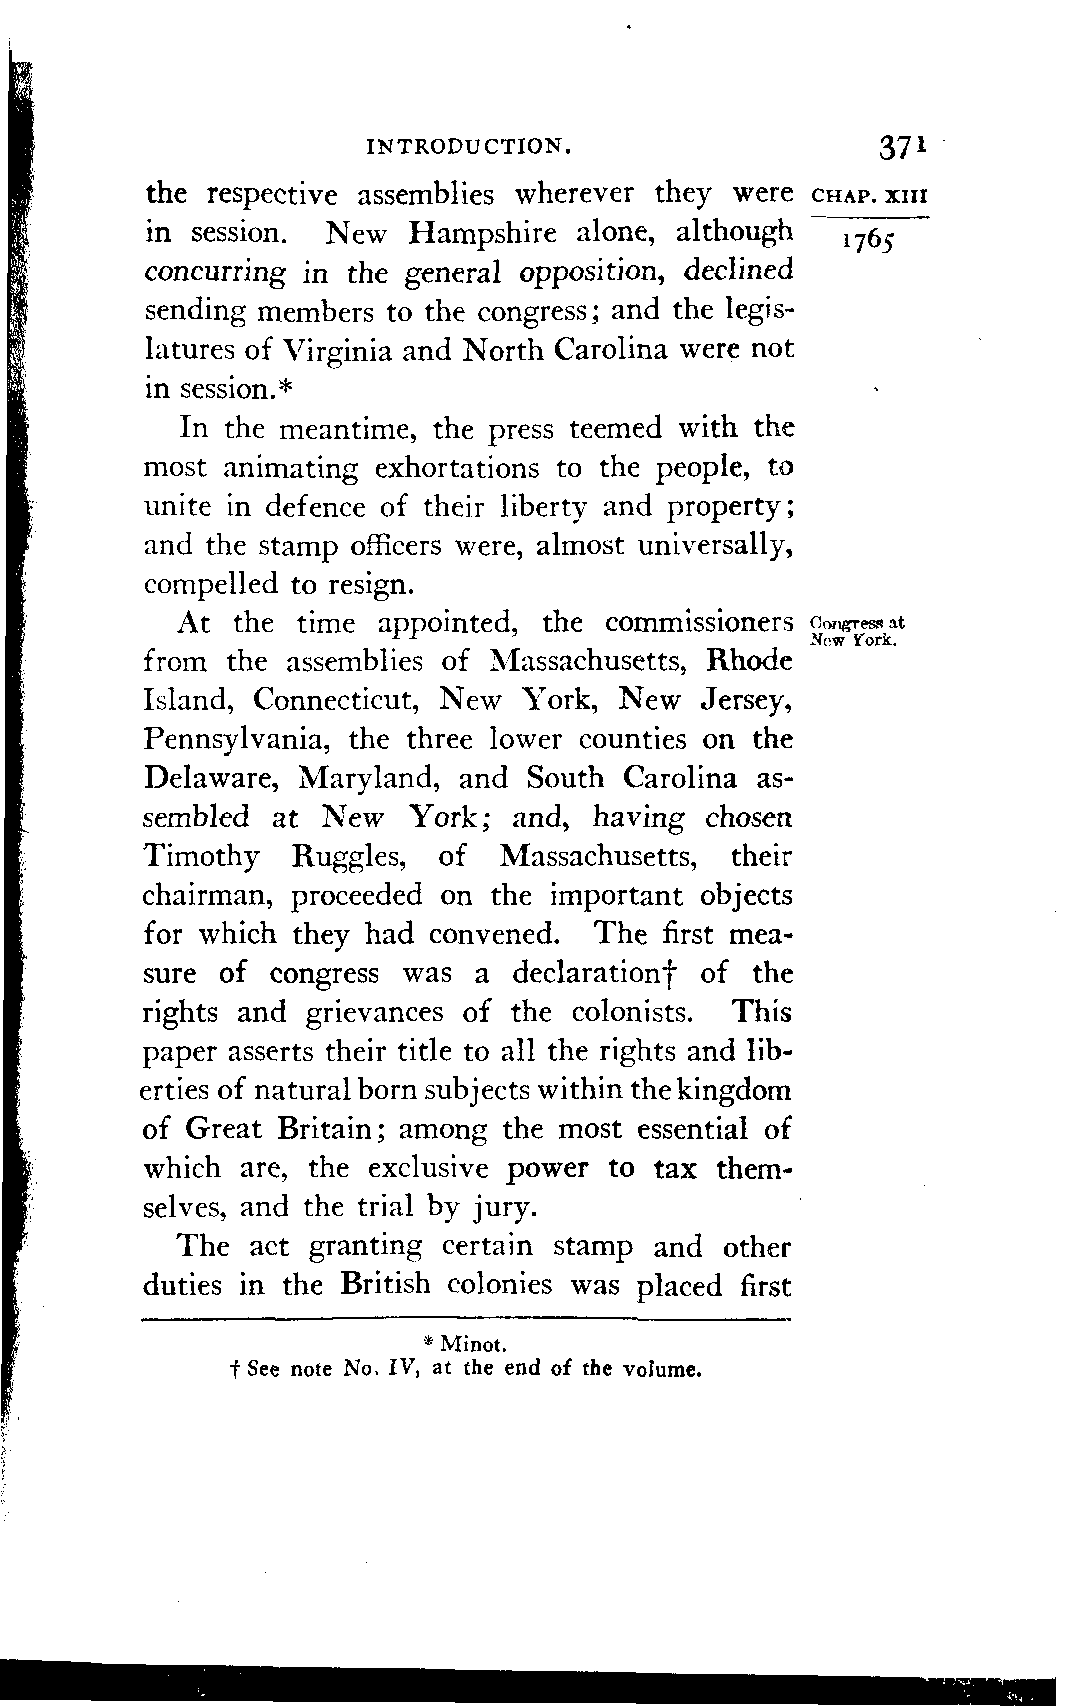 INTRODUCTION. 371
the respective assemblies wherever they were CHAP. XIII
in session. New Hampshire alone, although 1765
concurring in the general opposition, declined
sending members to the congress; and the legis-
latures of Virginia and North Carolina were not
in session.*
In the meantime, the press teemed with the
most animating exhortations to the people, to
unite in defence of their liberty and property;
and the stamp officers were, almost universally,
compelled to resign.
At the time appointed, the commissioners Congress at
New York.
from the assemblies of Massachusetts, Rhode
Island, Connecticut, New York, New Jersey,
Pennsylvania, the three lower counties on the
Delaware, Maryland, and South Carolina as-
sembled at New York; and, having chosen
Timothy Ruggles, of Massachusetts, their
chairman, proceeded on the important objects
for which they had convened. The first mea-
sure of congress was a declaration† of the
rights and grievances of the colonists. This
paper asserts their title to all the rights and lib-
erties of natural born subjects within the kingdom
of Great Britain; among the most essential of
which are, the exclusive power to tax them-
selves, and the trial by jury.
The act granting certain stamp and other
duties in the British colonies was placed first
* Minot.
† See note No. IV, at the end of the volume.